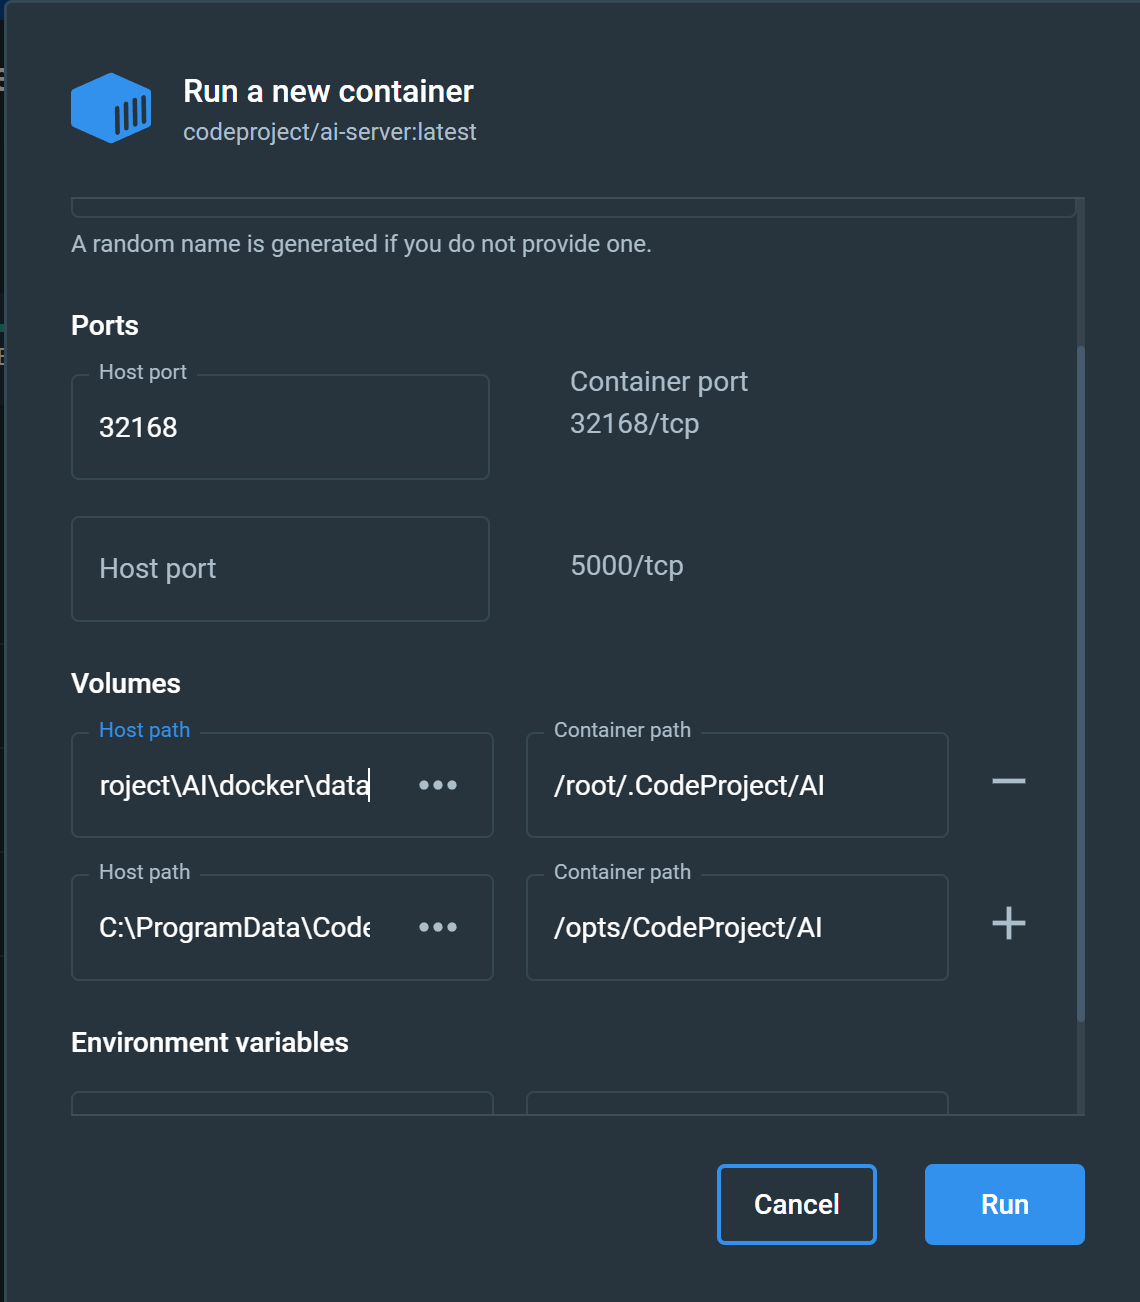 Run a new container
codeproject/ai-server:latest
A random name is generated if you do not provide one.
Ports
Host port
32168
Container port
32168/tcp
Host port
5000/tcp
Volumes
Host path
roject\AI\docker\data
Container path
/root/.CodeProject/AI
Host path
C:\ProgramData\Code
Container path
/opts/CodeProject/AI
Environment variables
Cancel
Run